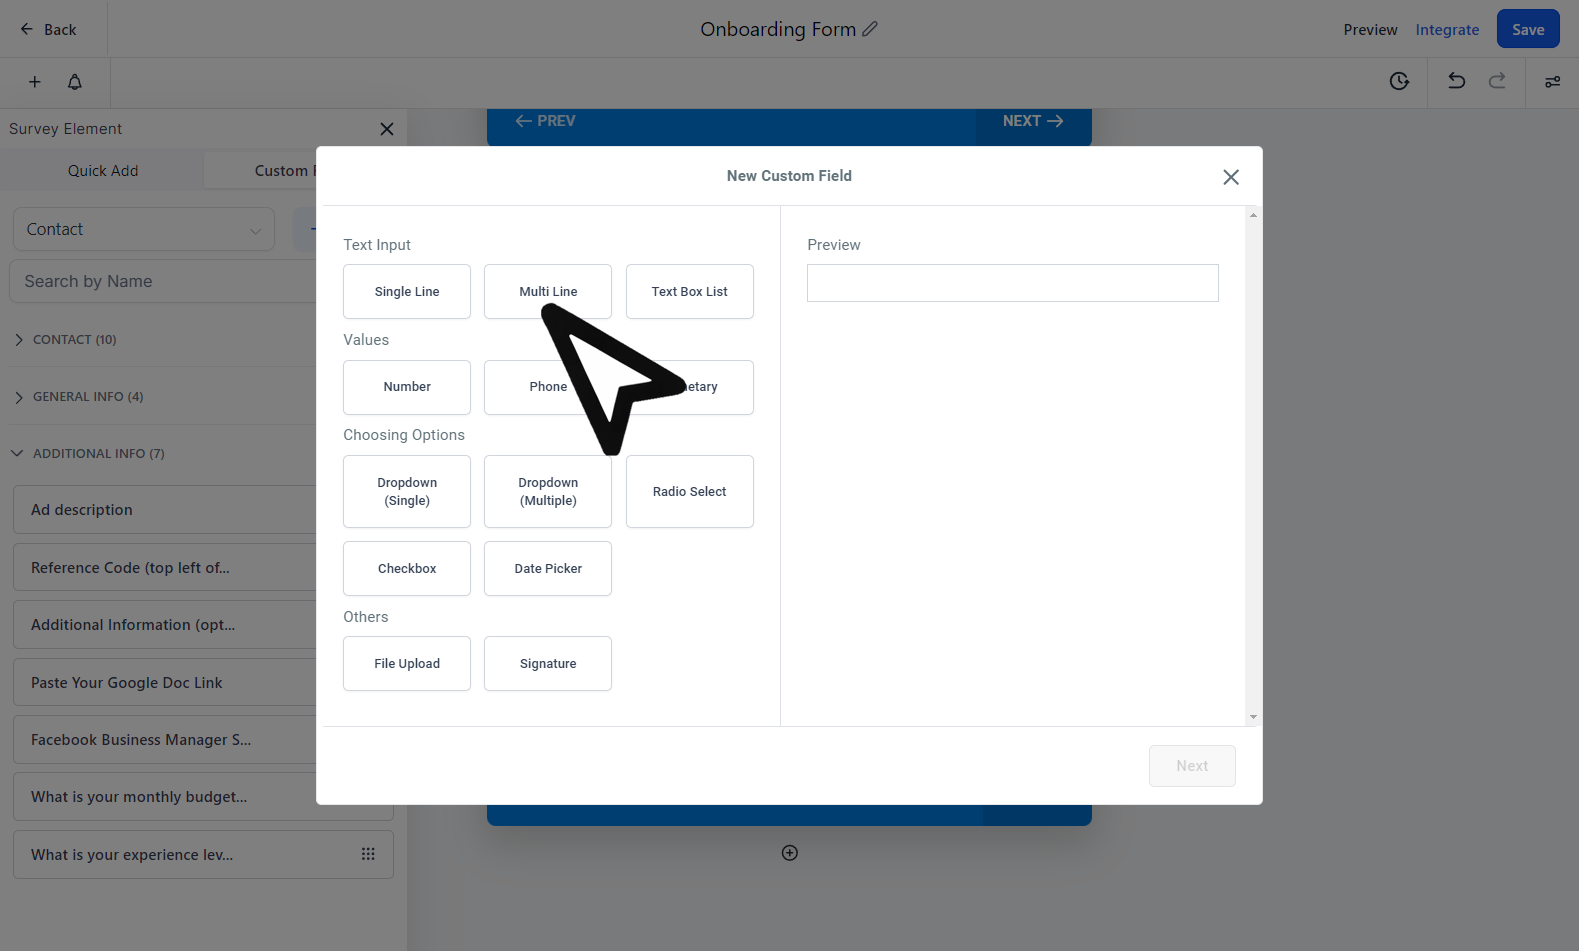 Back
Onboarding Form
Preview
Integrate
Save
Survey Element
PREV
NEXT
Quick Add
Custom
Contact
Search by Name
CONTACT (10)
GENERAL INFO (4)
ADDITIONAL INFO (7)
Ad description
Reference Code (top left of...
Additional Information (opt...
Paste Your Google Doc Link
Facebook Business Manager S...
What is your monthly budget...
What is your experience lev...
New Custom Field
Text Input
Single Line
Multi Line
Text Box List
Values
Number
Phone
etary
Choosing Options
Dropdown
(Single)
Dropdown
(Multiple)
Radio Select
Checkbox
Date Picker
Others
File Upload
Signature
Preview
Next